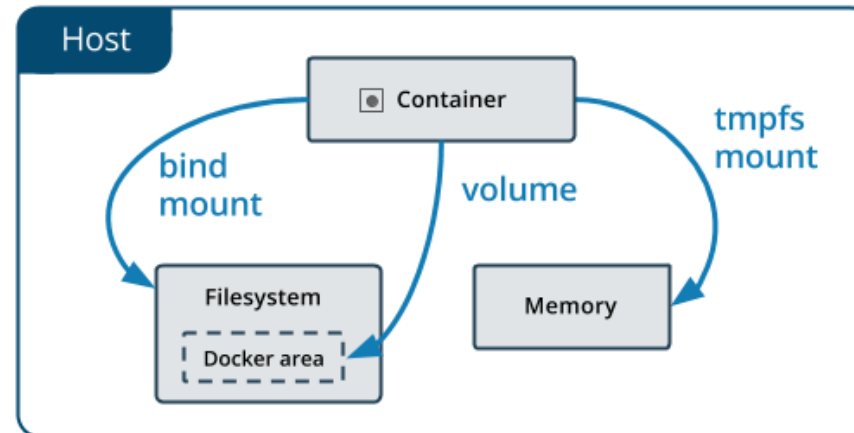 Host
Container
tmpfs
mount
bind
mount
volume
Filesystem
Memory
Docker area